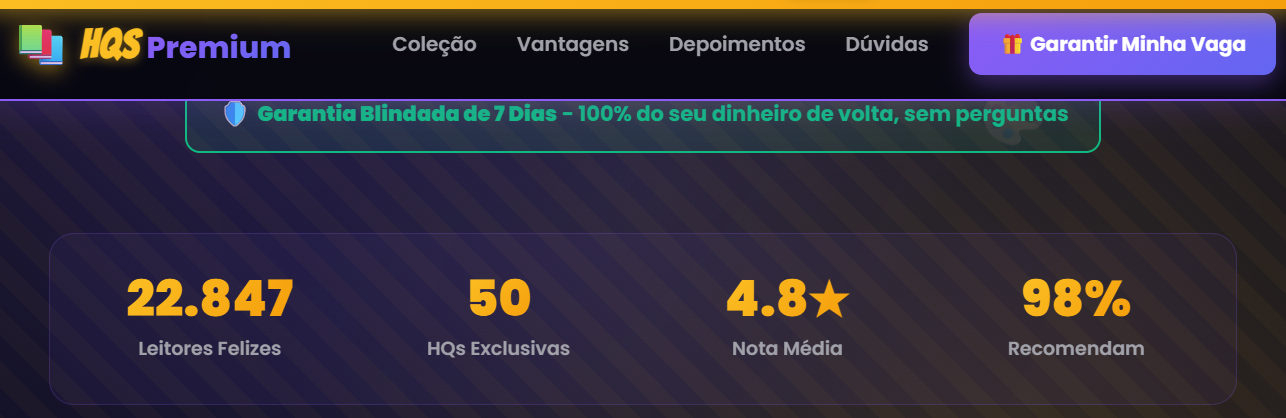 HQS Premium
Coleção
Vantagens
Depoimentos
Dúvidas
Garantir Minha Vaga
Garantia Blindada de 7 Dias - 100% do seu dinheiro de volta, sem perguntas
22.847
Leitores Felizes
50
HQs Exclusivas
4.8★
Nota Média
98%
Recomendam